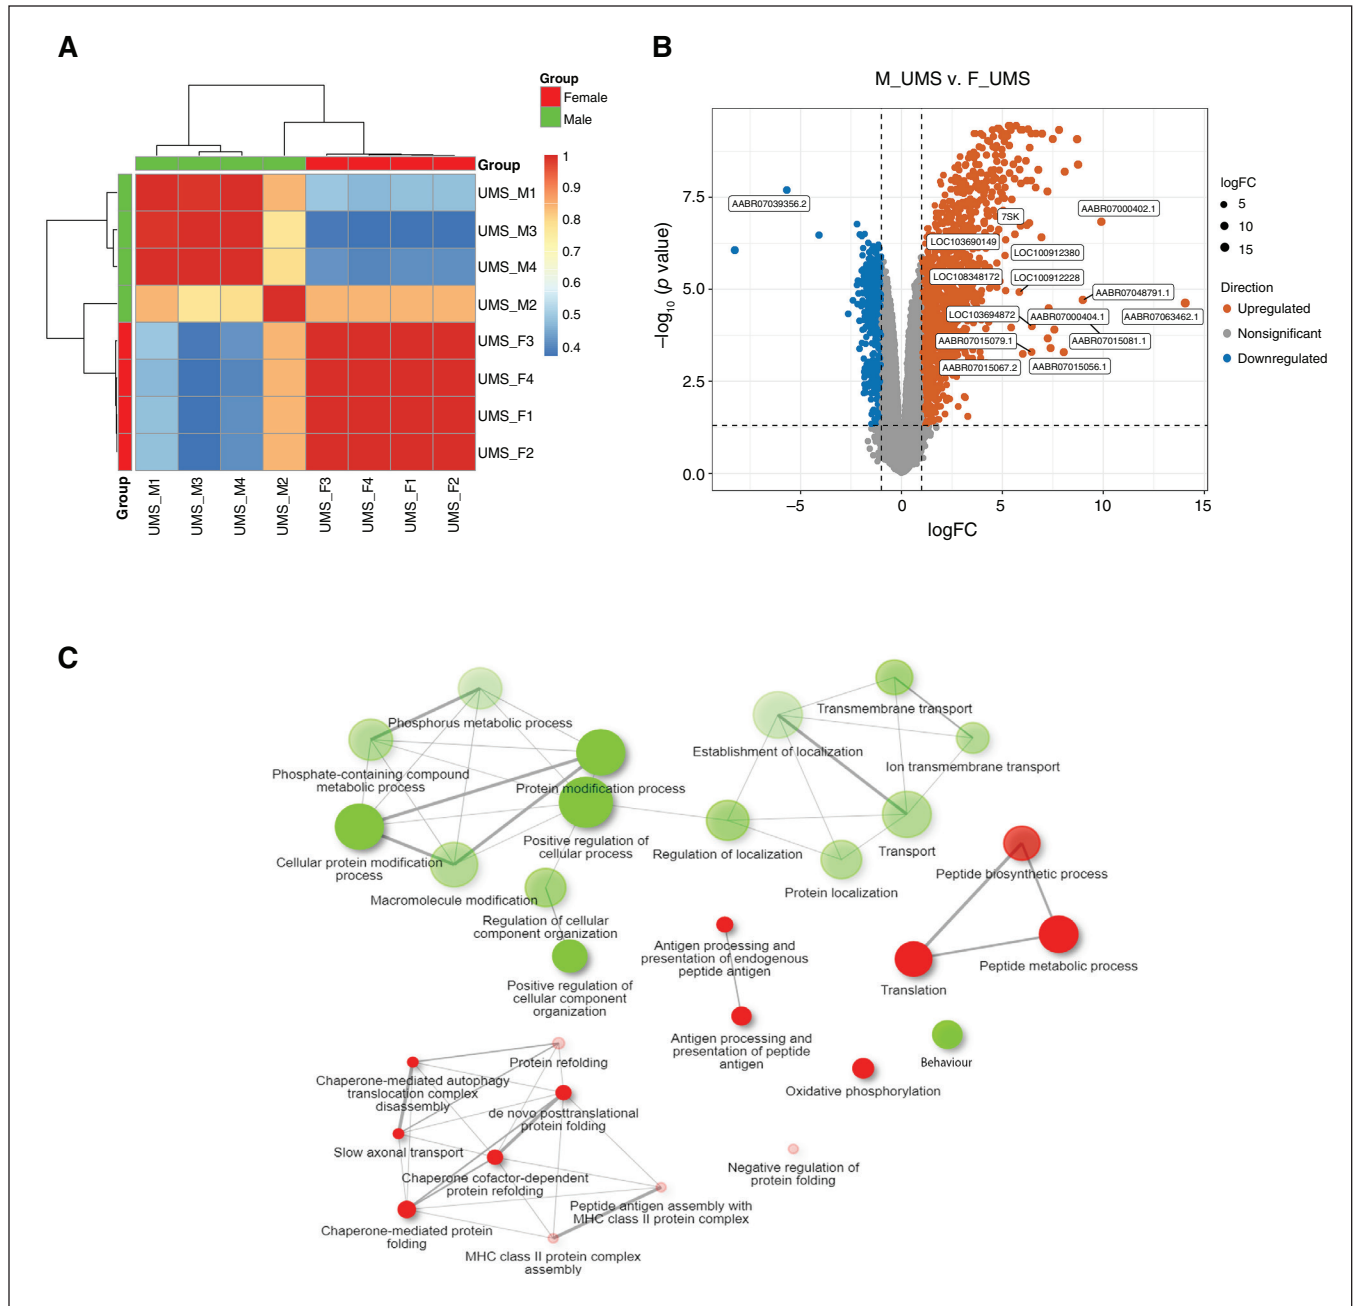 A
Group
Female
Male
Group
1
0.9
0.8
0.7
0.6
0.5
0.4
UMS_M1
UMS_M3
UMS_M4
UMS_M2
UMS_F3
UMS_F4
UMS_F1
UMS_F2
Group
UMS_M1
UMS_M3
UMS_M4
UMS_M2
UMS_F3
UMS_F4
UMS_F1
UMS_F2
B
M_UMS v. F_UMS
−log10 (p value)
7.5
5.0
2.5
0.0
−5
0
5
10
15
logFC
AABR07039356.2
7SK
AABR07000402.1
LOC103690149
LOC100912380
LOC108348172
LOC100912228
AABR07048791.1
LOC103694872
AABR07000404.1
AABR07063462.1
AABR07015079.1
AABR07015081.1
AABR07015067.2
AABR07015056.1
logFC
5
10
15
Direction
Upregulated
Nonsignificant
Downregulated
C
Phosphorus metabolic process
Phosphate-containing compound
metabolic process
Protein modification process
Cellular protein modification
process
Positive regulation of
cellular process
Macromolecule modification
Regulation of cellular
component organization
Positive regulation of
cellular component
organization
Transmembrane transport
Establishment of localization
Ion transmembrane transport
Regulation of localization
Transport
Protein localization
Peptide biosynthetic process
Peptide metabolic process
Translation
Antigen processing and
presentation of endogenous
peptide antigen
Antigen processing and
presentation of peptide
antigen
Behaviour
Oxidative phosphorylation
Negative regulation of
protein folding
Protein refolding
Chaperone-mediated autophagy
translocation complex
disassembly
de novo posttranslational
protein folding
Slow axonal transport
Chaperone cofactor-dependent
protein refolding
Peptide antigen assembly with
MHC class II protein complex
Chaperone-mediated protein
folding
MHC class II protein complex
assembly